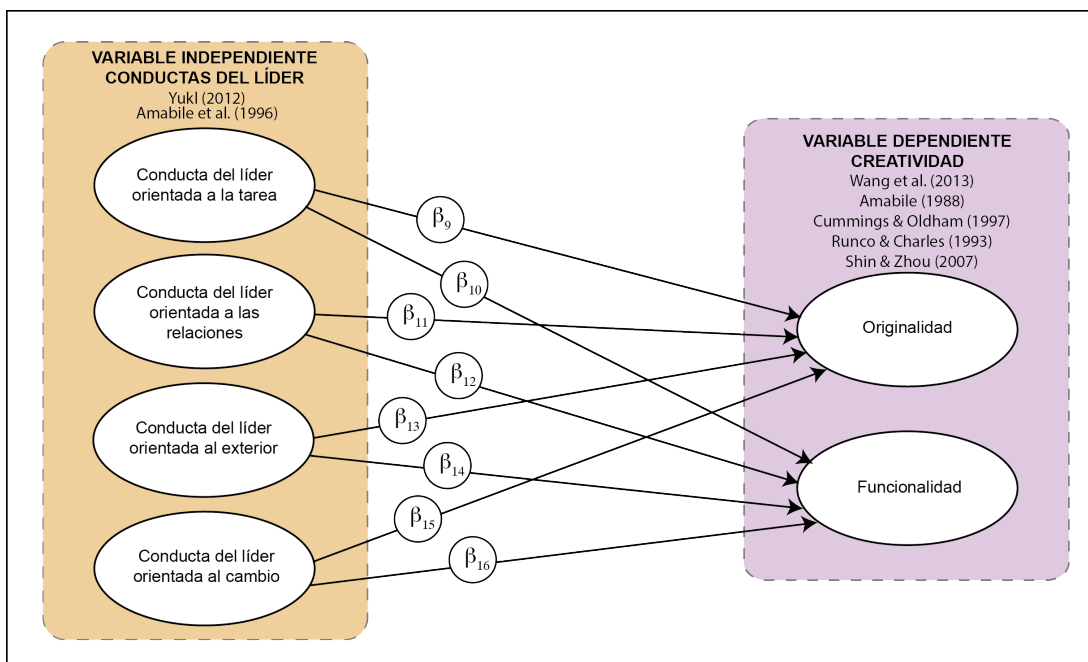 VARIABLE INDEPENDIENTE
CONDUCTAS DEL LÍDER
Yukl (2012)
Amabile et al. (1996)
Conducta del líder
orientada a la tarea
Conducta del líder
orientada a las
relaciones
Conducta del líder
orientada al exterior
Conducta del líder
orientada al cambio
β9
β10
β11
β12
β13
β14
β15
β16
VARIABLE DEPENDIENTE
CREATIVIDAD
Wang et al. (2013)
Amabile (1988)
Cummings & Oldham (1997)
Runco & Charles (1993)
Shin & Zhou (2007)
Originalidad
Funcionalidad